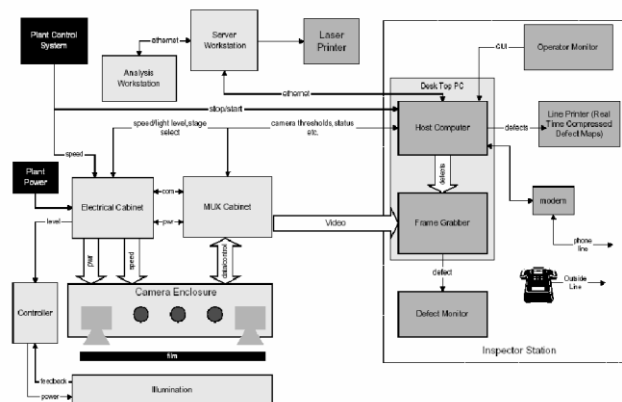 Plant Control
System
ethernet
Server
Workstation
Laser
Printer
Analysis
Workstation
ethernet
stop/start
speed/light level,stage
select
camera thresholds,status
etc.
speed
Plant
Power
level
Electrical Cabinet
com
pwr
MUX Cabinet
Video
pwr
speed
data/control
Camera Enclosure
Controller
film
feedback
power
Illumination
GUI
Operator Monitor
Desk Top PC
Host Computer
defects
Line Printer (Real
Time Compressed
Defect Maps)
defects
Frame Grabber
modem
phone
line
Outside
Line
defect
Defect Monitor
Inspector Station